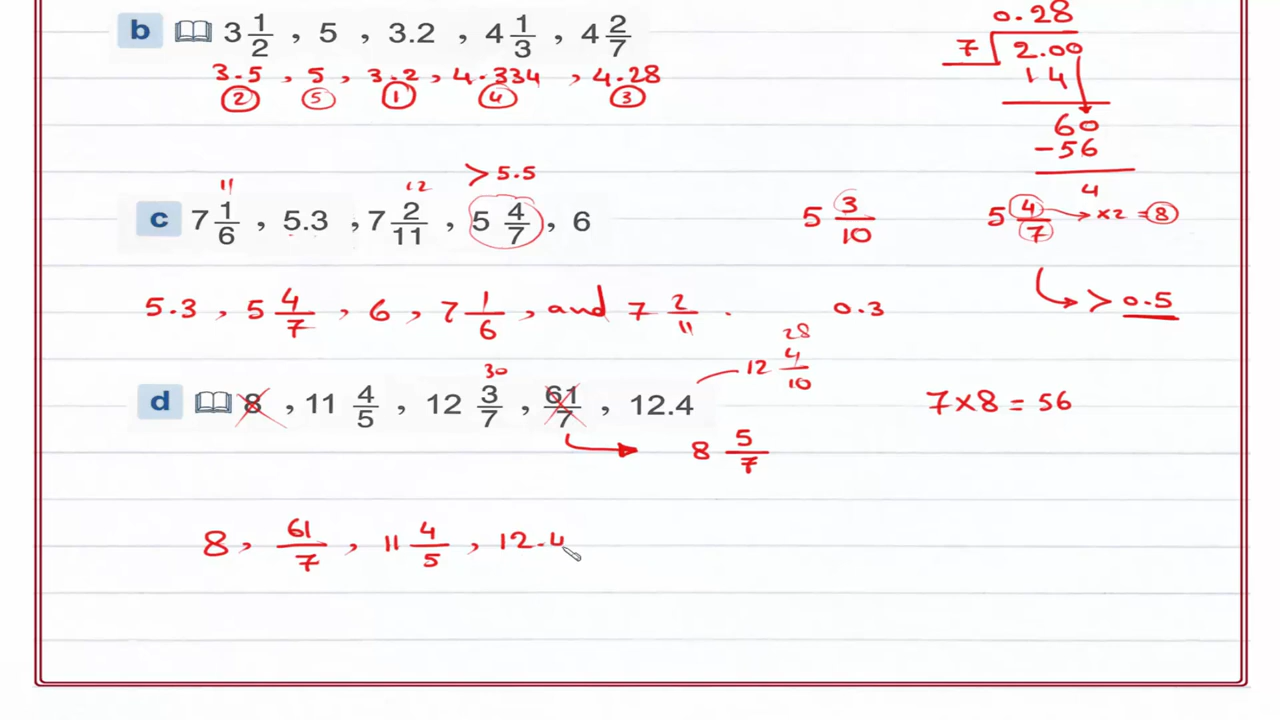 b 3 1/2 , 5 , 3.2 , 4 1/3 , 4 2/7
3.5 , 5 , 3.2 , 4.334 , 4.28
2 5 1 4 3
0.28
7 2.00
14
60
-56
4
11 12 > 5.5
c 7 1/6 , 5.3 , 7 2/11 , 5 4/7 , 6
5 3/10
5 4/7 ×2 = 8
> 0.5
5.3 , 5 4/7 , 6 , 7 1/6 , and 7 2/11 .
0.3
30
28
12 4/10
d 8 , 11 4/5 , 12 3/7 , 61/7 , 12.4
7×8 = 56
8 5/7
8 , 61/7 , 11 4/5 , 12.4